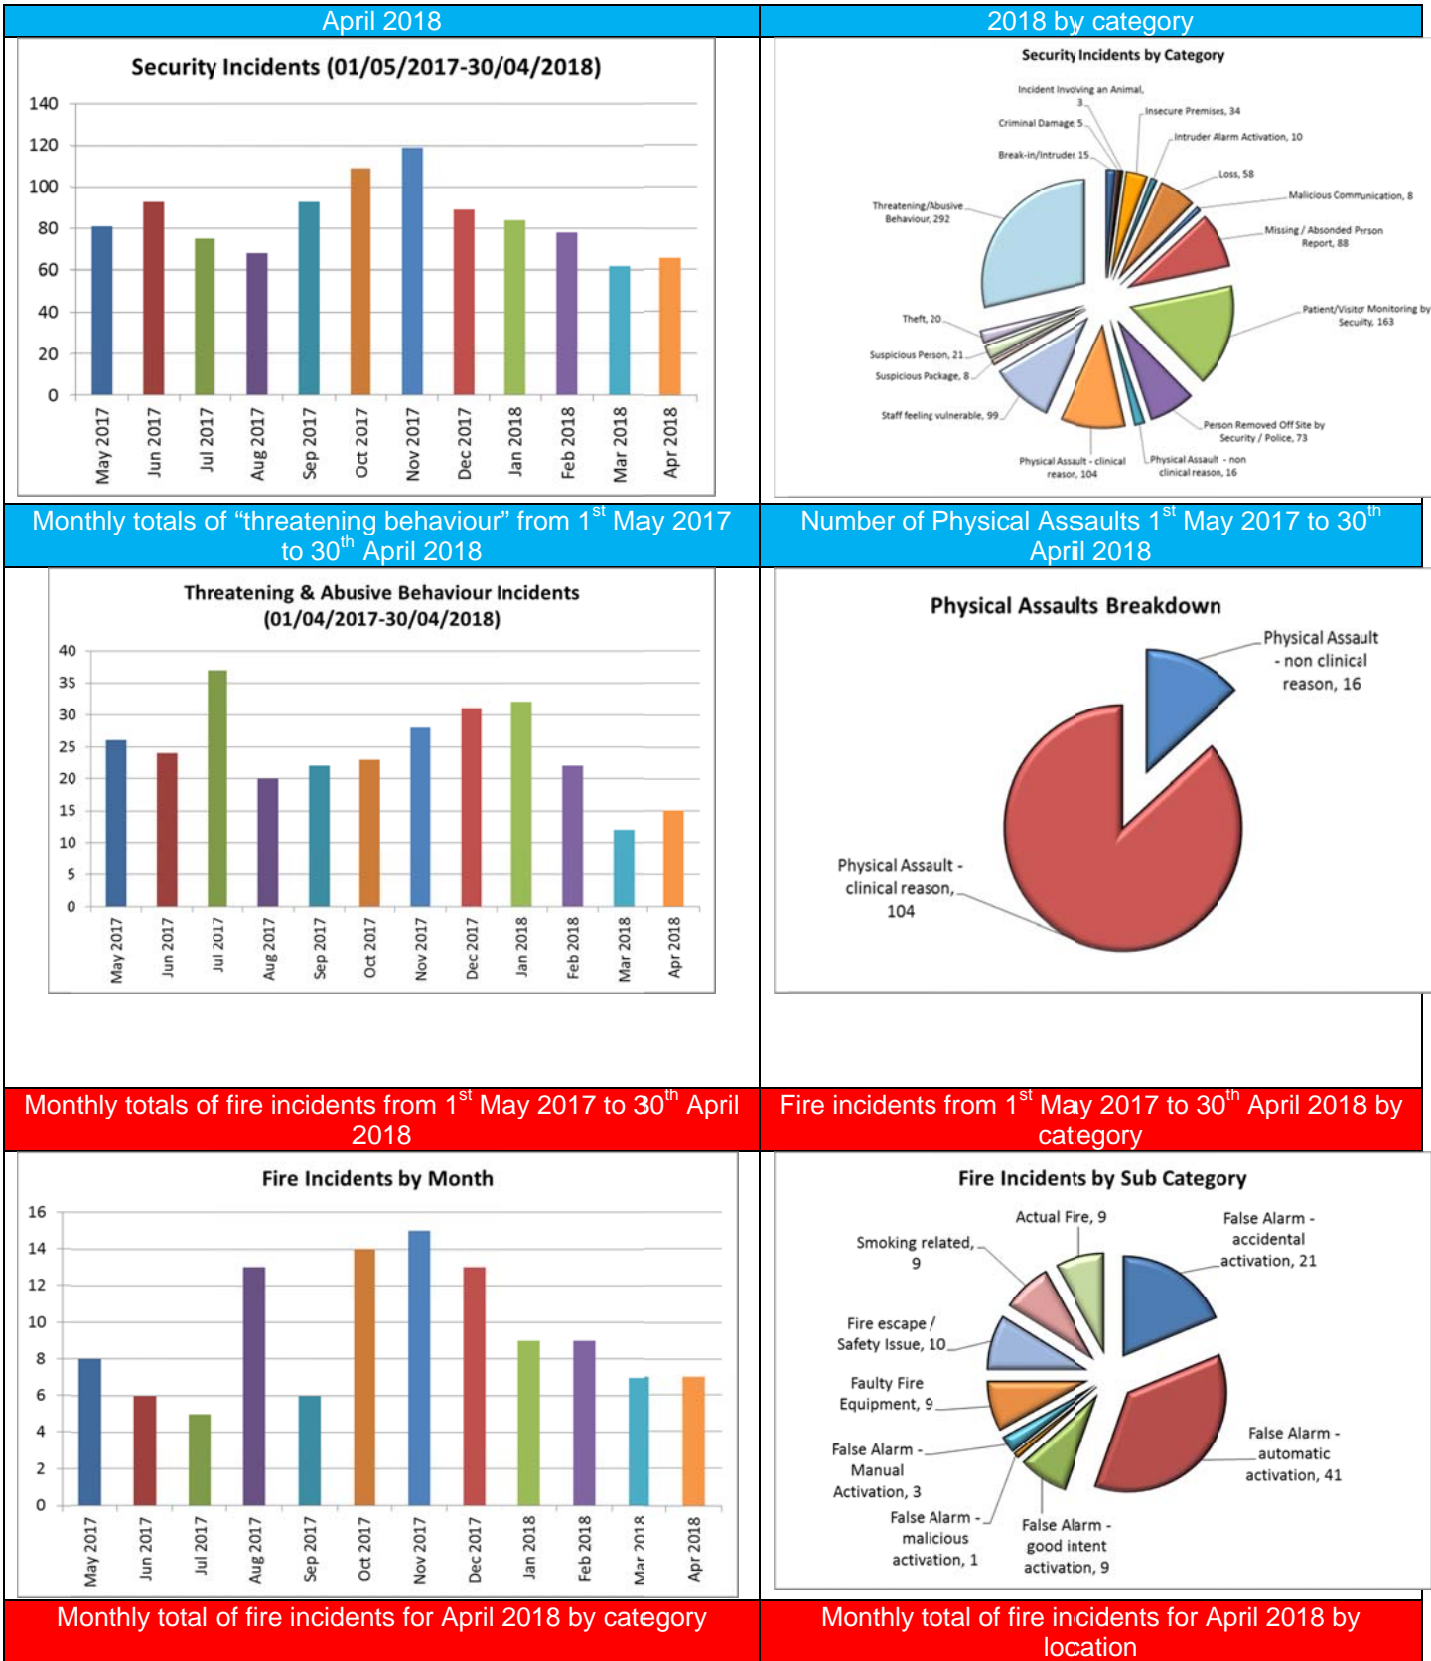 April 2018
2018 by category
Security Incidents (01/05/2017-30/04/2018)
140
120
100
80
60
40
20
0
May 2017
Jun 2017
Jul 2017
Aug 2017
Sep 2017
Oct 2017
Nov 2017
Dec 2017
Jan 2018
Feb 2018
Mar 2018
Apr 2018
Security Incidents by Category
Incident Involving an Animal,
3
Insecure Premises, 34
Criminal Damage 5
Intruder Alarm Activation, 10
Break-in/Intruder 15
Loss, 58
Malicious Communication, 8
Threatening/Abusive
Behaviour, 292
Missing / Absonded Person
Report, 88
Patient/Visitor Monitoring by
Security, 163
Theft, 20
Suspicious Person, 21
Suspicious Package, 8
Staff feeling vulnerable, 99
Person Removed Off Site by
Security / Police, 73
Physical Assault - clinical
reason, 104
Physical Assault - non
clinical reason, 16
Monthly totals of “threatening behaviour” from 1st May 2017
to 30th April 2018
Number of Physical Assaults 1st May 2017 to 30th
April 2018
Threatening & Abusive Behaviour Incidents
(01/04/2017-30/04/2018)
40
35
30
25
20
15
10
5
0
May 2017
Jun 2017
Jul 2017
Aug 2017
Sep 2017
Oct 2017
Nov 2017
Dec 2017
Jan 2018
Feb 2018
Mar 2018
Apr 2018
Physical Assaults Breakdown
Physical Assault
- non clinical
reason, 16
Physical Assault -
clinical reason,
104
Monthly totals of fire incidents from 1st May 2017 to 30th April
2018
Fire incidents from 1st May 2017 to 30th April 2018 by
category
Fire Incidents by Month
16
14
12
10
8
6
4
2
0
May 2017
Jun 2017
Jul 2017
Aug 2017
Sep 2017
Oct 2017
Nov 2017
Dec 2017
Jan 2018
Feb 2018
Mar 2018
Apr 2018
Fire Incidents by Sub Category
Actual Fire, 9
False Alarm -
accidental
activation, 21
Smoking related,
9
Fire escape /
Safety Issue, 10
Faulty Fire
Equipment, 9
False Alarm -
Manual
Activation, 3
False Alarm -
automatic
activation, 41
False Alarm -
malicious
activation, 1
False Alarm -
good intent
activation, 9
Monthly total of fire incidents for April 2018 by category
Monthly total of fire incidents for April 2018 by
location